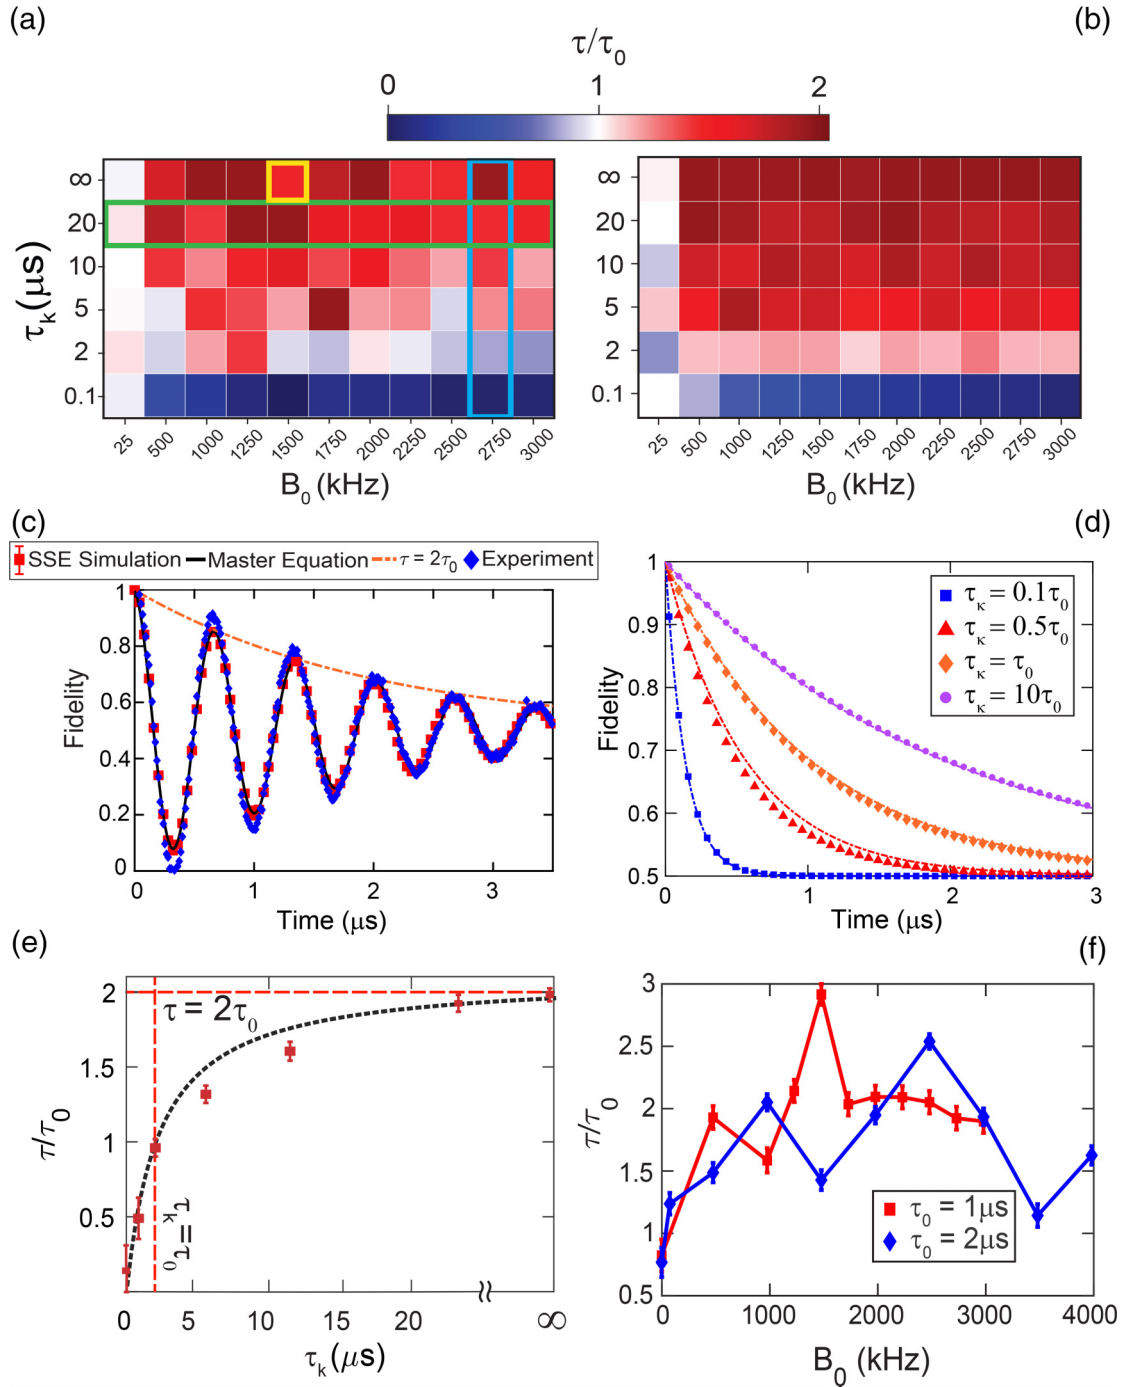 (a)
(b)
τ/τ0
0 1 2
τk(μs)
∞
20
10
5
2
0.1
25 500 1000 1250 1500 1750 2000 2250 2500 2750 3000
B0 (kHz)
∞
20
10
5
2
0.1
25 500 1000 1250 1500 1750 2000 2250 2500 2750 3000
B0 (kHz)
(c)
SSE Simulation Master Equation τ = 2τ0 Experiment
Fidelity
1
0.8
0.6
0.4
0.2
0
0 1 2 3
Time (μs)
(d)
τκ = 0.1τ0
τκ = 0.5τ0
τκ = τ0
τκ = 10τ0
Fidelity
1
0.9
0.8
0.7
0.6
0.5
0 1 2 3
Time (μs)
(e)
τ/τ0
2
1.5
1
0.5
τ = 2τ0
τk=τ0
0 5 10 15 20 ≈ ∞
τk(μs)
(f)
τ/τ0
3
2.5
2
1.5
1
0.5
τ0 = 1μs
τ0 = 2μs
0 1000 2000 3000 4000
B0 (kHz)